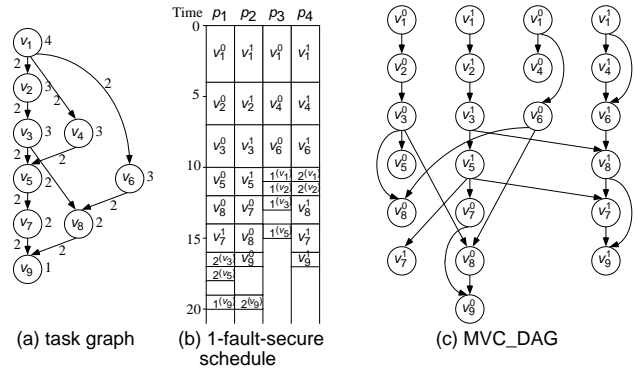 Time p1 p2 p3 p4
0
v1^0 v1^1 v1^0 v1^1
5
v2^0 v2^1 v4^0 v4^1
v3^0 v3^1 v6^0 v6^1
10
v5^0 v5^1 1(v1) 2(v1)
1(v2) 2(v2)
v8^0 v7^0 1(v3) v8^1
v7^1 v8^0 1(v5)
15
2(v3) v9^0 v9^1
2(v5)
1(v9) 2(v9)
20
v1 4
2 2 2
v2 3
2
v3 3 v4 3
2 2 2
v5 2 v6 3
2 2
v7 2 v8 2
2 2
v9 1
v1^0 v1^1 v1^0 v1^1
v2^0 v2^1 v4^0 v4^1
v3^0 v3^1 v6^0 v6^1
v5^0 v5^1 v8^1
v8^0 v7^0 v7^1
v7^1 v8^0 v9^1
v9^0
(a) task graph
(b) 1-fault-secure
schedule
(c) MVC_DAG